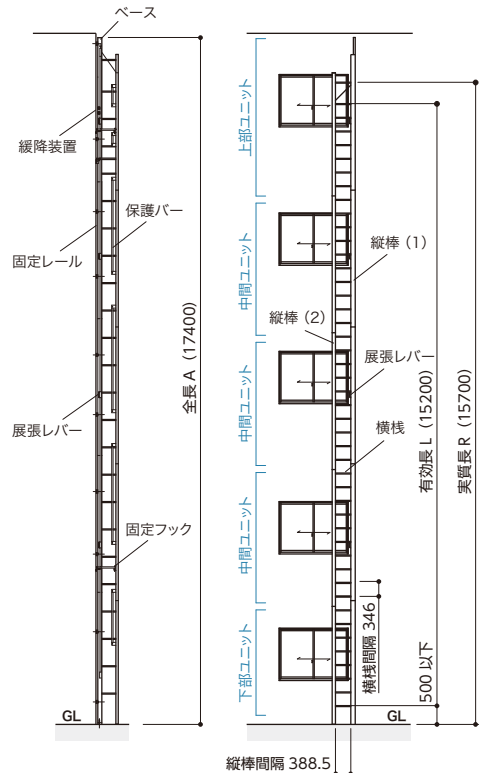 ベース
緩降装置
保護バー
固定レール
展張レバー
固定フック
全長 A（17400）
GL
上部ユニット
中間ユニット
中間ユニット
中間ユニット
下部ユニット
縦棒（1）
縦棒（2）
展張レバー
横桟
有効長 L（15200）
実質長 R（15700）
横桟間隔 346
500 以下
GL
縦棒間隔 388.5